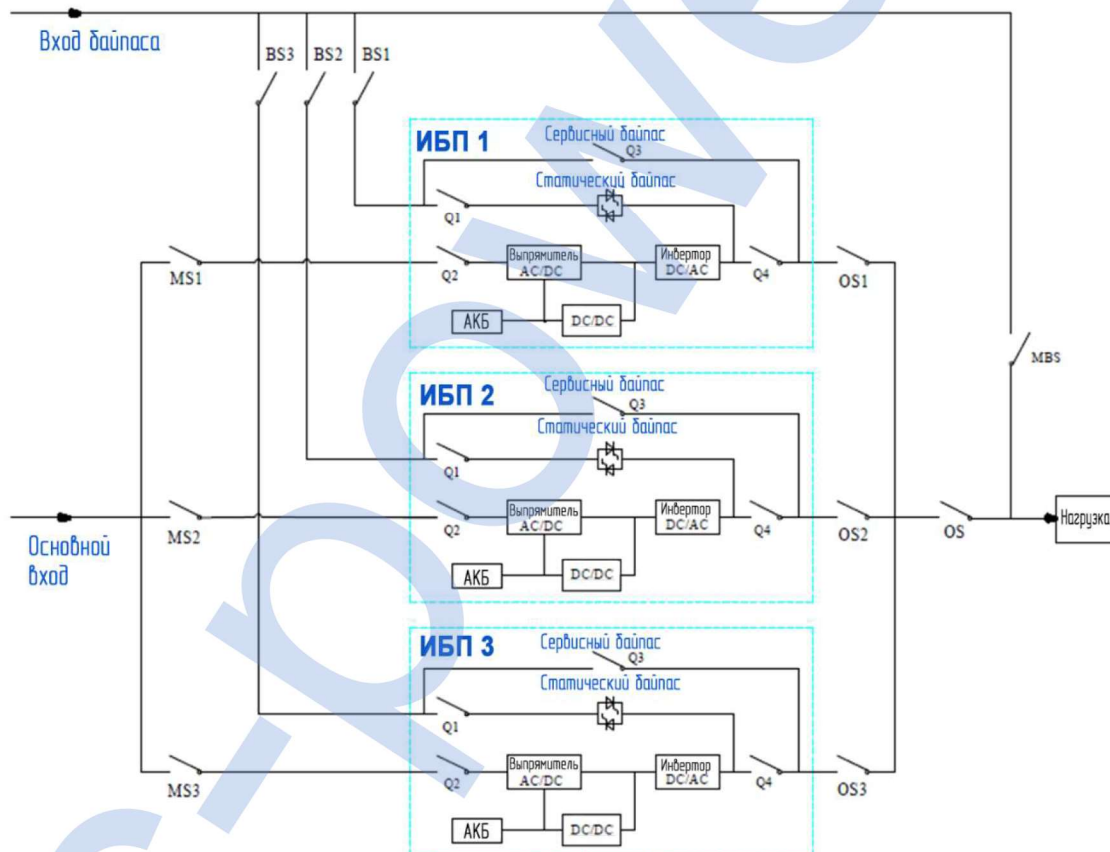 Вход байпаса
BS3 BS2 BS1
ИБП 1
Сервисный байпас
Q3
Статический байпас
Q1
MS1
Q2
Выпрямитель
AC/DC
Инвертор
DC/AC
Q4
OS1
АКБ
DC/DC
MBS
ИБП 2
Сервисный байпас
Q3
Статический байпас
Q1
Основной
вход
MS2
Q2
Выпрямитель
AC/DC
Инвертор
DC/AC
Q4
OS2
OS
Нагрузка
АКБ
DC/DC
ИБП 3
Сервисный байпас
Q3
Статический байпас
Q1
MS3
Q2
Выпрямитель
AC/DC
Инвертор
DC/AC
Q4
OS3
АКБ
DC/DC